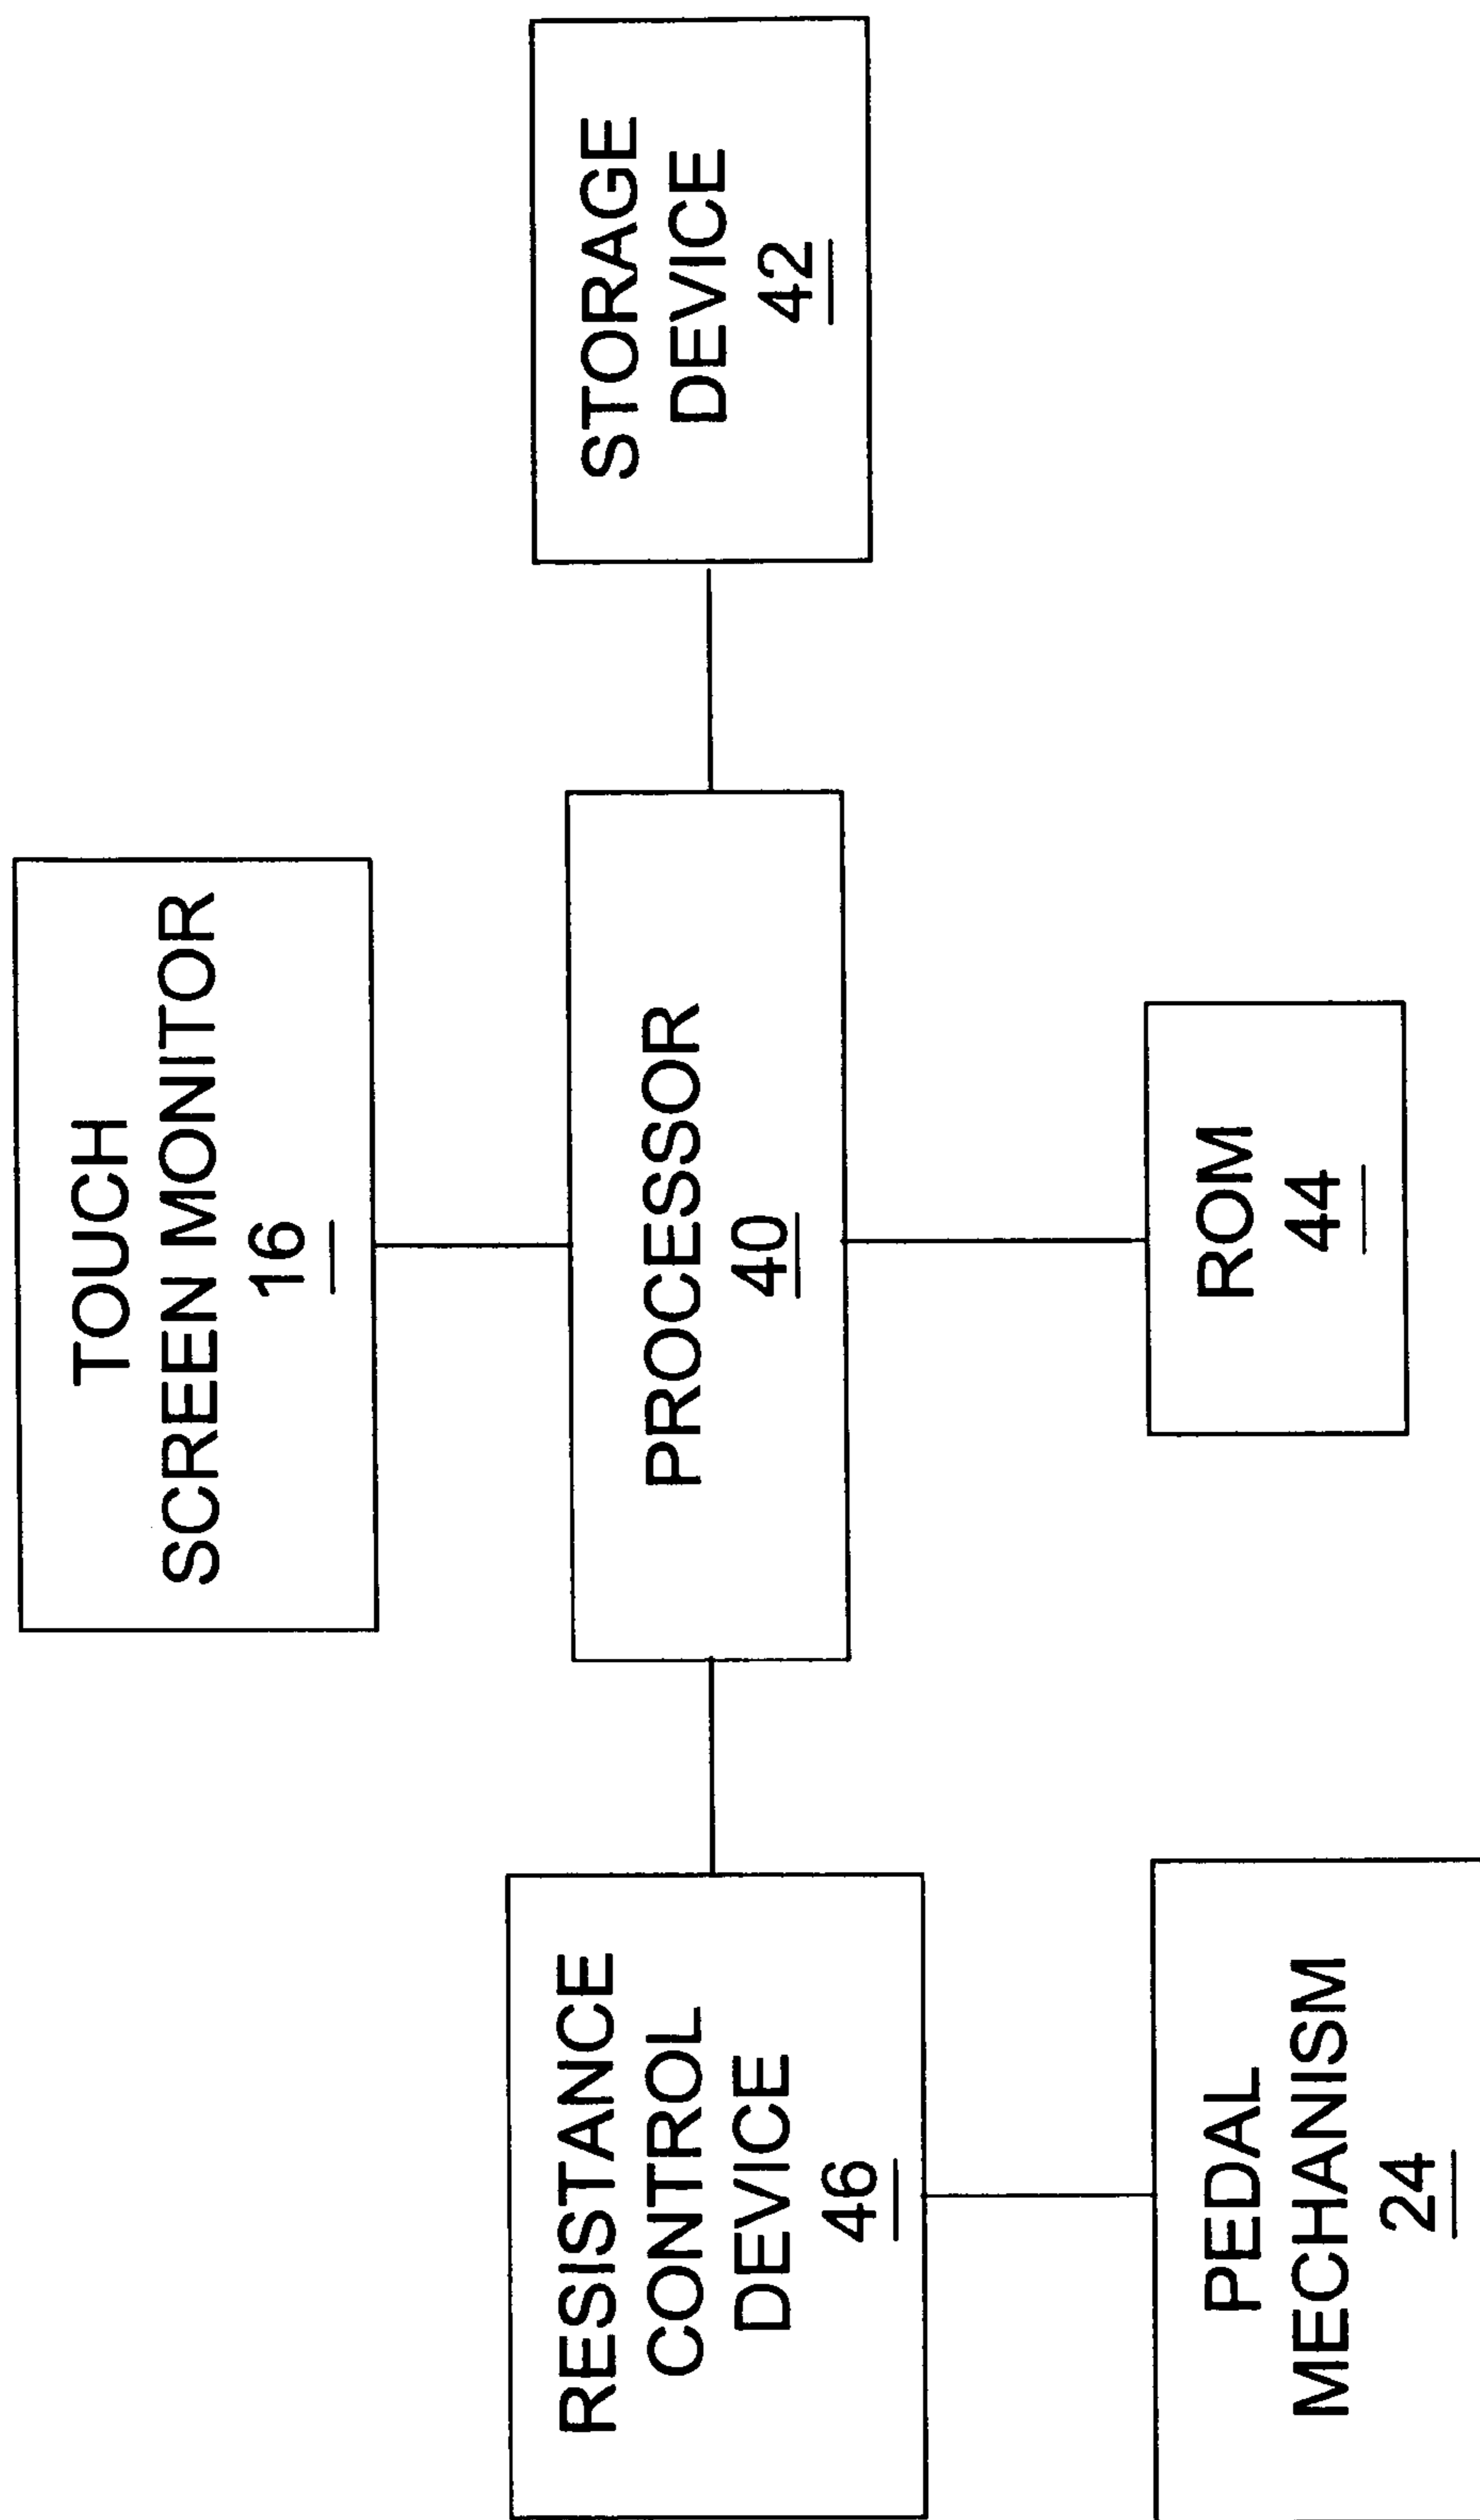 TOUCH
SCREEN MONITOR
16
RESISTANCE
CONTROL
DEVICE
46
PROCESSOR
40
STORAGE
DEVICE
42
PEDAL
MECHANISM
24
ROM
44